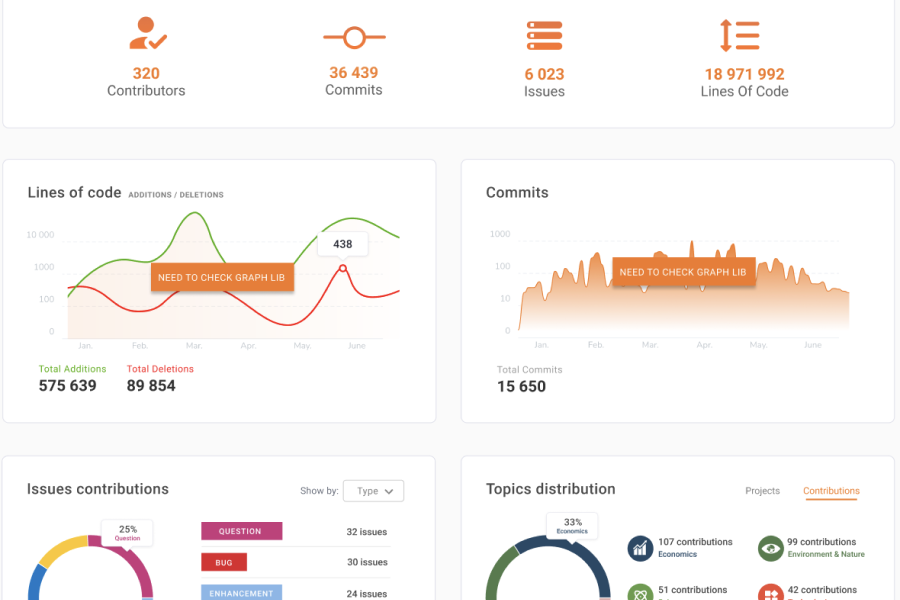 320
Contributors
36 439
Commits
6 023
Issues
18 971 992
Lines Of Code
Lines of code ADDITIONS / DELETIONS
10 000
1000
100
0
438
NEED TO CHECK GRAPH LIB
Jan. Feb. Mar. Apr. May. June
Total Additions Total Deletions
575 639 89 854
Commits
1000
100
10
0
NEED TO CHECK GRAPH LIB
Jan. Feb. Mar. Apr. May. June
Total Commits
15 650
Issues contributions
Show by: Type
25%
Question
QUESTION 32 issues
BUG 30 issues
ENHANCEMENT 24 issues
Topics distribution
Projects Contributions
33%
Economics
107 contributions
Economics
99 contributions
Environment & Nature
51 contributions
42 contributions